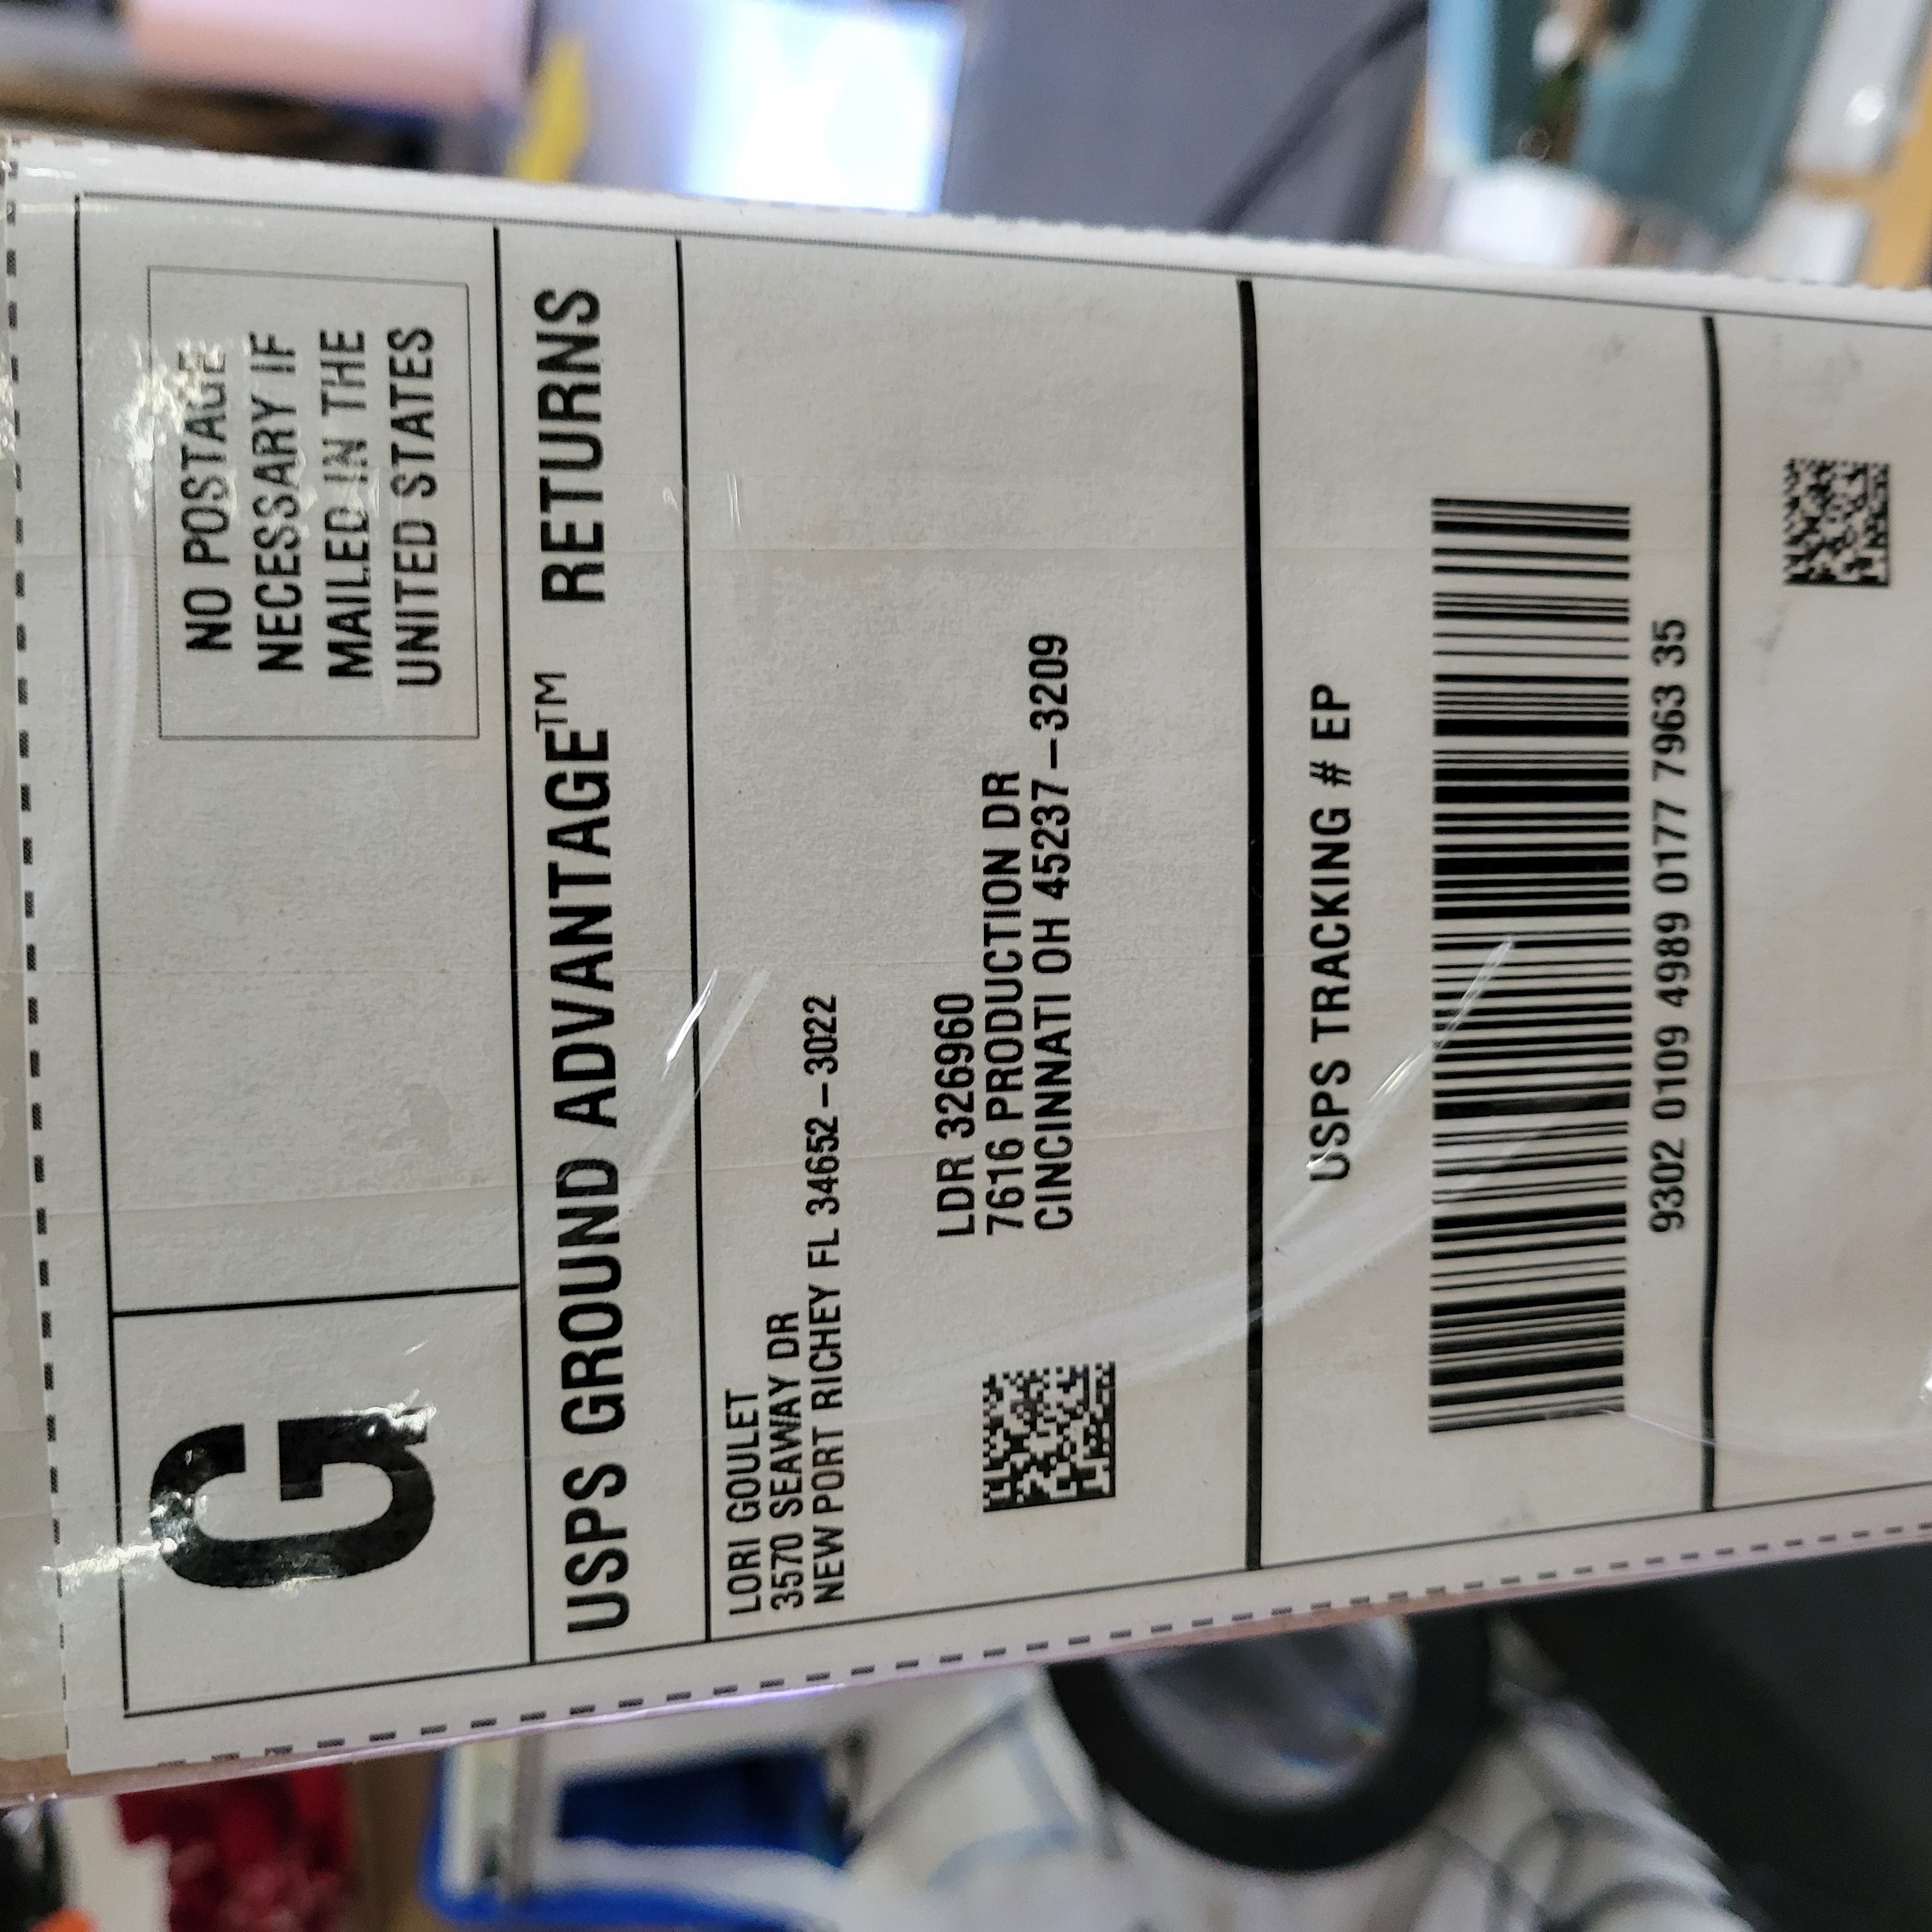 G
NO POSTAGE
NECESSARY IF
MAILED IN THE
UNITED STATES
USPS GROUND ADVANTAGE™ RETURNS
LORI GOULET
3570 SEAWAY DR
NEW PORT RICHEY FL 34652-3022
LDR 326960
7616 PRODUCTION DR
CINCINNATI OH 45237-3209
USPS TRACKING # EP
9302 0109 4989 0177 7963 35